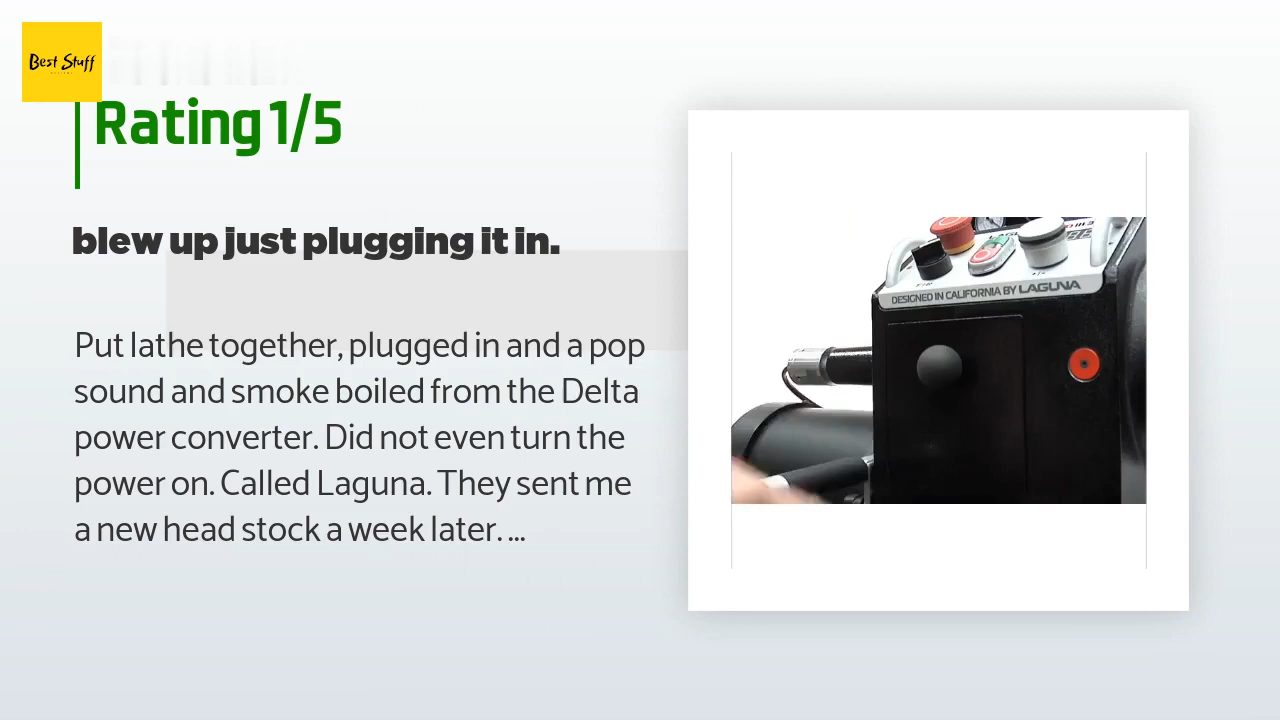 Best Stuff
Rating 1/5
blew up just plugging it in.
Put lathe together, plugged in and a pop
sound and smoke boiled from the Delta
power converter. Did not even turn the
power on. Called Laguna. They sent me
a new head stock a week later. ...
DESIGNED IN CALIFORNIA BY LAGUNA